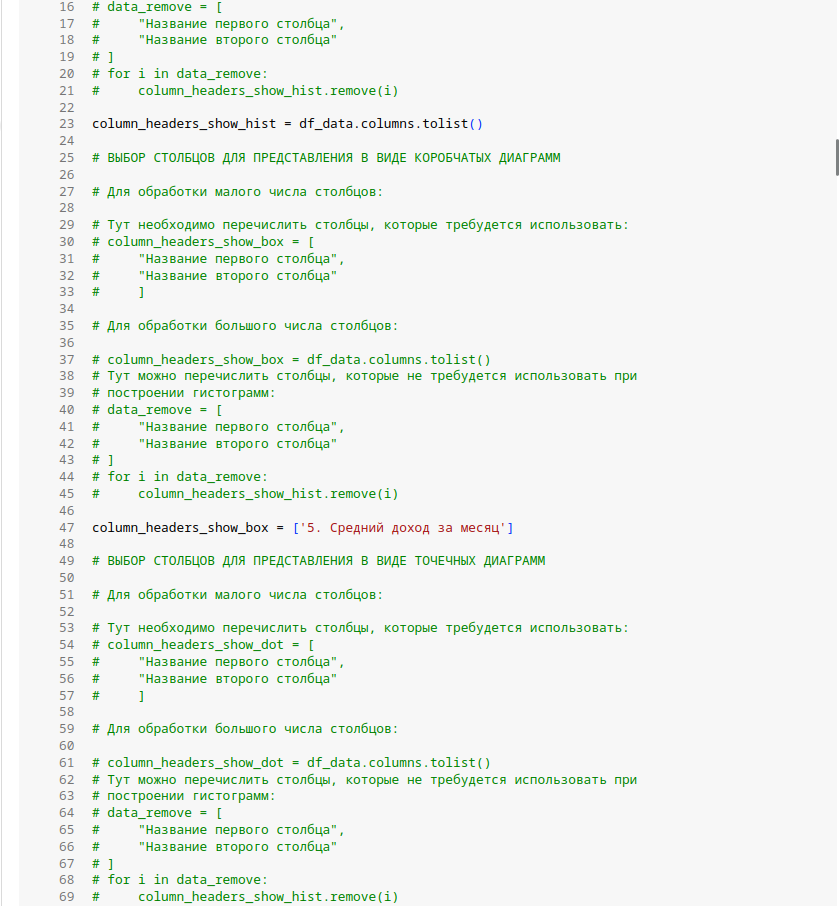 16 # data_remove = [
17 #     "Название первого столбца",
18 #     "Название второго столбца"
19 # ]
20 # for i in data_remove:
21 #     column_headers_show_hist.remove(i)
22
23 column_headers_show_hist = df_data.columns.tolist()
24
25 # ВЫБОР СТОЛБЦОВ ДЛЯ ПРЕДСТАВЛЕНИЯ В ВИДЕ КОРОБЧАТЫХ ДИАГРАММ
26
27 # Для обработки малого числа столбцов:
28
29 # Тут необходимо перечислить столбцы, которые требуется использовать:
30 # column_headers_show_box = [
31 #     "Название первого столбца",
32 #     "Название второго столбца"
33 #     ]
34
35 # Для обработки большого числа столбцов:
36
37 # column_headers_show_box = df_data.columns.tolist()
38 # Тут можно перечислить столбцы, которые не требуется использовать при
39 # построении гистограмм:
40 # data_remove = [
41 #     "Название первого столбца",
42 #     "Название второго столбца"
43 # ]
44 # for i in data_remove:
45 #     column_headers_show_hist.remove(i)
46
47 column_headers_show_box = ['5. Средний доход за месяц']
48
49 # ВЫБОР СТОЛБЦОВ ДЛЯ ПРЕДСТАВЛЕНИЯ В ВИДЕ ТОЧЕЧНЫХ ДИАГРАММ
50
51 # Для обработки малого числа столбцов:
52
53 # Тут необходимо перечислить столбцы, которые требуется использовать:
54 # column_headers_show_dot = [
55 #     "Название первого столбца",
56 #     "Название второго столбца"
57 #     ]
58
59 # Для обработки большого числа столбцов:
60
61 # column_headers_show_dot = df_data.columns.tolist()
62 # Тут можно перечислить столбцы, которые не требуется использовать при
63 # построении гистограмм:
64 # data_remove = [
65 #     "Название первого столбца",
66 #     "Название второго столбца"
67 # ]
68 # for i in data_remove:
69 #     column_headers_show_hist.remove(i)